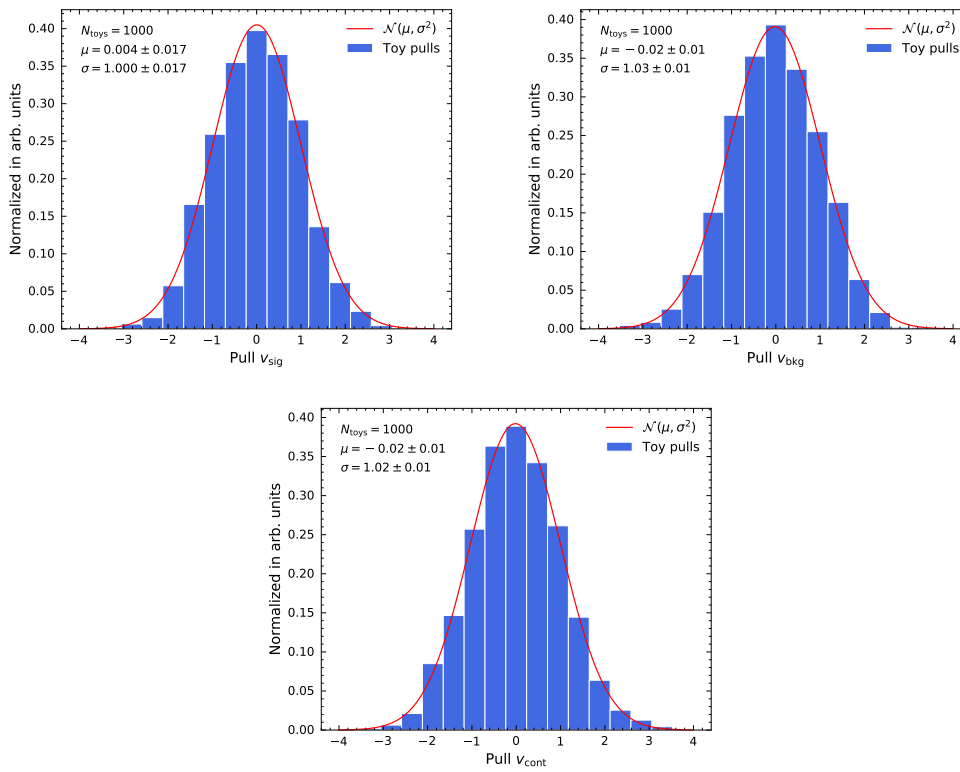 N_toys = 1000
μ = 0.004 ± 0.017
σ = 1.000 ± 0.017
𝒩(μ, σ²)
Toy pulls
Normalized in arb. units
0.40
0.35
0.30
0.25
0.20
0.15
0.10
0.05
0.00
−4 −3 −2 −1 0 1 2 3 4
Pull v_sig
N_toys = 1000
μ = −0.02 ± 0.01
σ = 1.03 ± 0.01
𝒩(μ, σ²)
Toy pulls
Normalized in arb. units
0.40
0.35
0.30
0.25
0.20
0.15
0.10
0.05
0.00
−4 −3 −2 −1 0 1 2 3 4
Pull v_bkg
N_toys = 1000
μ = −0.02 ± 0.01
σ = 1.02 ± 0.01
𝒩(μ, σ²)
Toy pulls
Normalized in arb. units
0.40
0.35
0.30
0.25
0.20
0.15
0.10
0.05
0.00
−4 −3 −2 −1 0 1 2 3 4
Pull v_cont